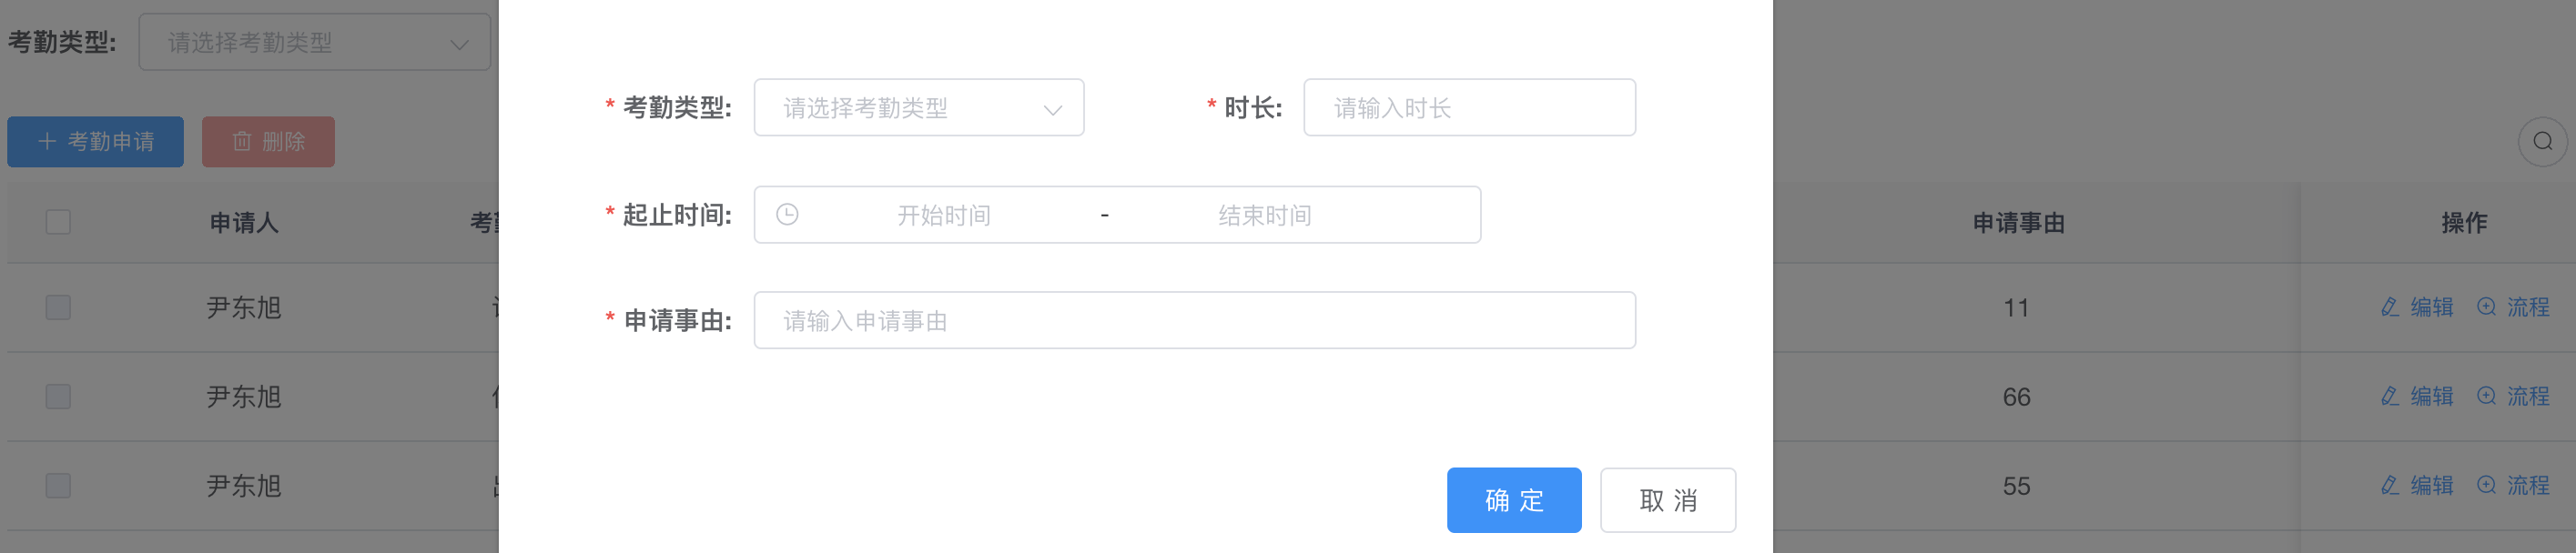 考勤类型: 请选择考勤类型
* 考勤类型: 请选择考勤类型 * 时长: 请输入时长
+ 考勤申请 删除
* 起止时间: 开始时间 - 结束时间
申请人 申请事由 操作
* 申请事由: 请输入申请事由
尹东旭 11 编辑 流程
尹东旭 66 编辑 流程
尹东旭 55 编辑 流程
确 定 取 消